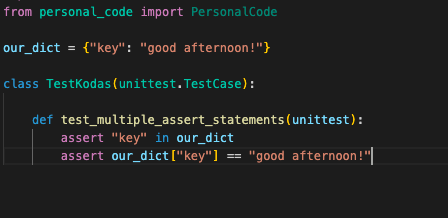 from personal_code import PersonalCode
our_dict = {"key": "good afternoon!"}
class TestKodas(unittest.TestCase):
def test_multiple_assert_statements(unittest):
assert "key" in our_dict
assert our_dict["key"] == "good afternoon!"